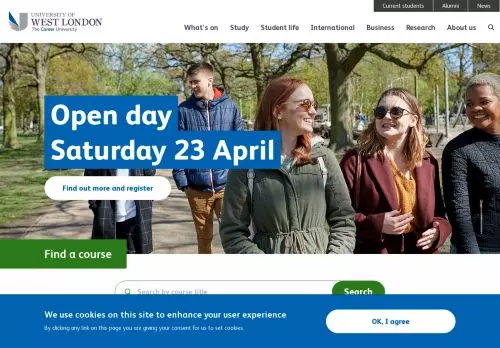 Current students
Alumni
News
UNIVERSITY OF
WEST LONDON
The Career University
What's on
Study
Student life
International
Business
Research
About us
Open day
Saturday 23 April
Find out more and register
Find a course
Search by course title
Search
We use cookies on this site to enhance your user experience
By clicking any link on this page you are giving your consent for us to set cookies.
OK, I agree